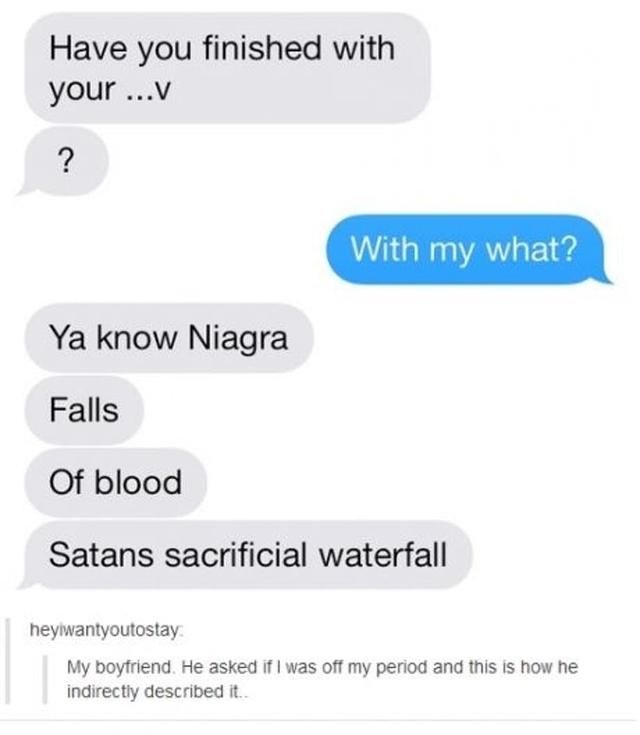 Have you finished with
your ...v
?
With my what?
Ya know Niagra
Falls
Of blood
Satans sacrificial waterfall
heyiwantyoutostay:
My boyfriend. He asked if I was off my period and this is how he
indirectly described it..